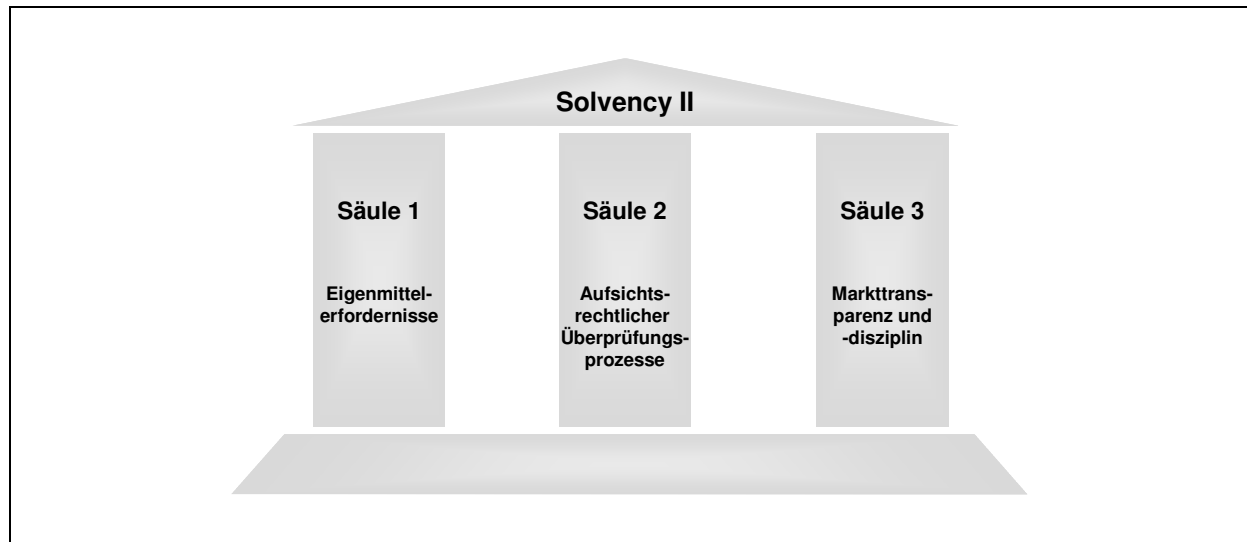 Solvency II
Säule 1
Eigenmittel-
erfordernisse
Säule 2
Aufsichts-
rechtlicher
Überprüfungs-
prozesse
Säule 3
Markttrans-
parenz und
-disziplin